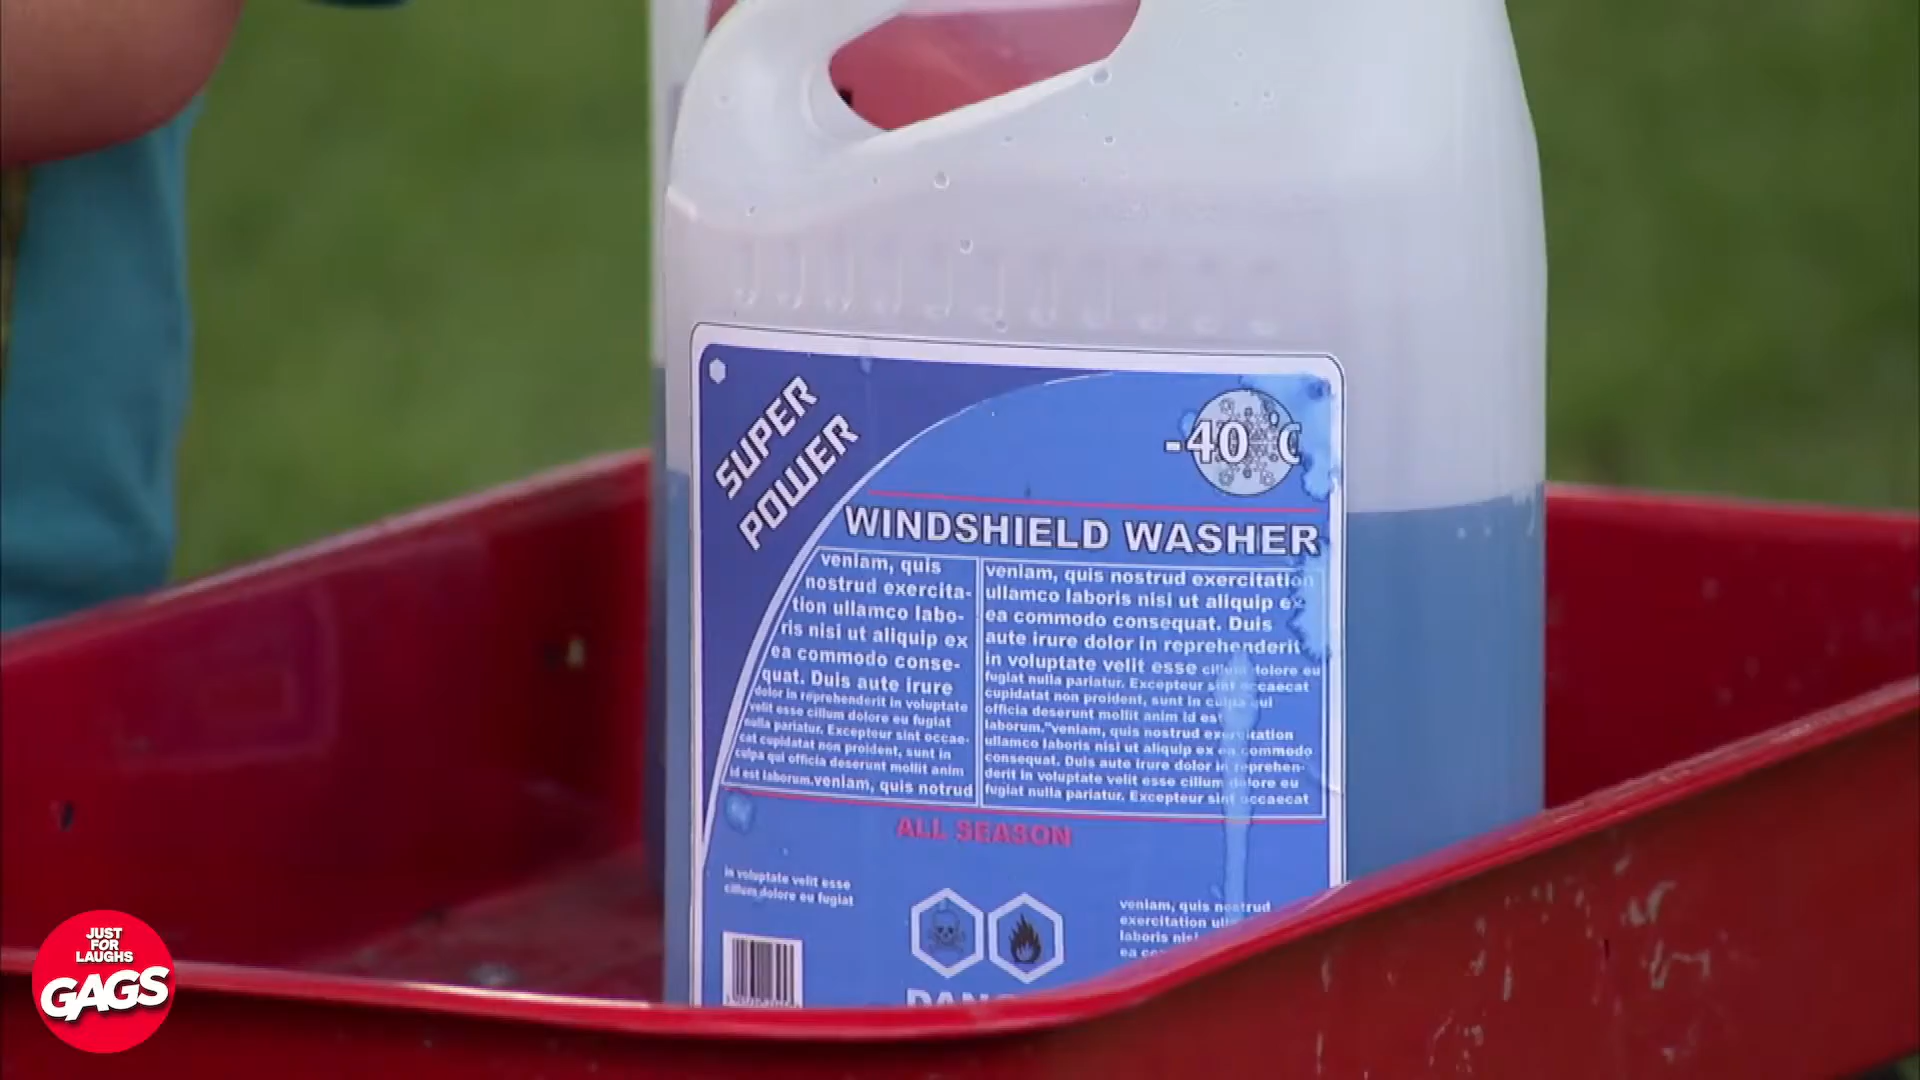 SUPER
POWER
-40 C
WINDSHIELD WASHER
veniam, quis
nostrud exercita-
tion ullamco labo-
ris nisi ut aliquip ex
ea commodo conse-
quat. Duis aute irure
dolor in reprehenderit in voluptate
velit esse cillum dolore eu fugiat
nulla pariatur. Excepteur sint occae-
cat cupidatat non proident, sunt in
culpa qui officia deserunt mollit anim
id est laborum.veniam, quis notrud
veniam, quis nostrud exercitation
ullamco laboris nisi ut aliquip ex
ea commodo consequat. Duis
aute irure dolor in reprehenderit
in voluptate velit esse cillum dolore eu
fugiat nulla pariatur. Excepteur sint occaecat
cupidatat non proident, sunt in culpa qui
officia deserunt mollit anim id est
laborum."veniam, quis nostrud exercitation
ullamco laboris nisi ut aliquip ex ea commodo
consequat. Duis aute irure dolor in reprehen-
derit in voluptate velit esse cillum dolore eu
fugiat nulla pariatur. Excepteur sint occaecat
ALL SEASON
in voluptate velit esse
cillum dolore eu fugiat
veniam, quis nostrud
exercitation
laboris
ea
JUST
FOR
LAUGHS
GAGS